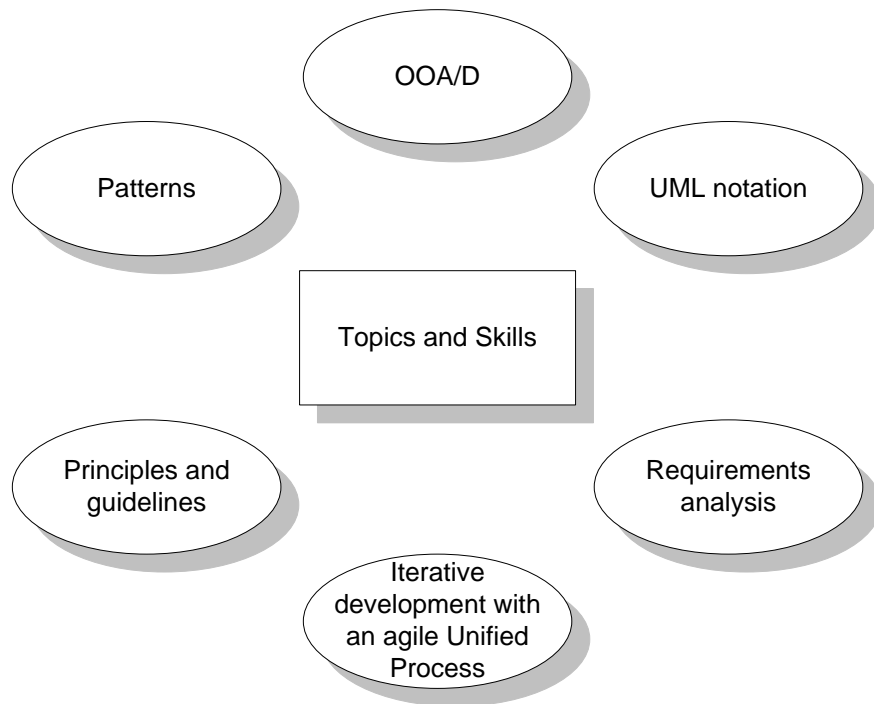 OOA/D
Patterns
UML notation
Topics and Skills
Principles and
guidelines
Requirements
analysis
Iterative
development with
an agile Unified
Process